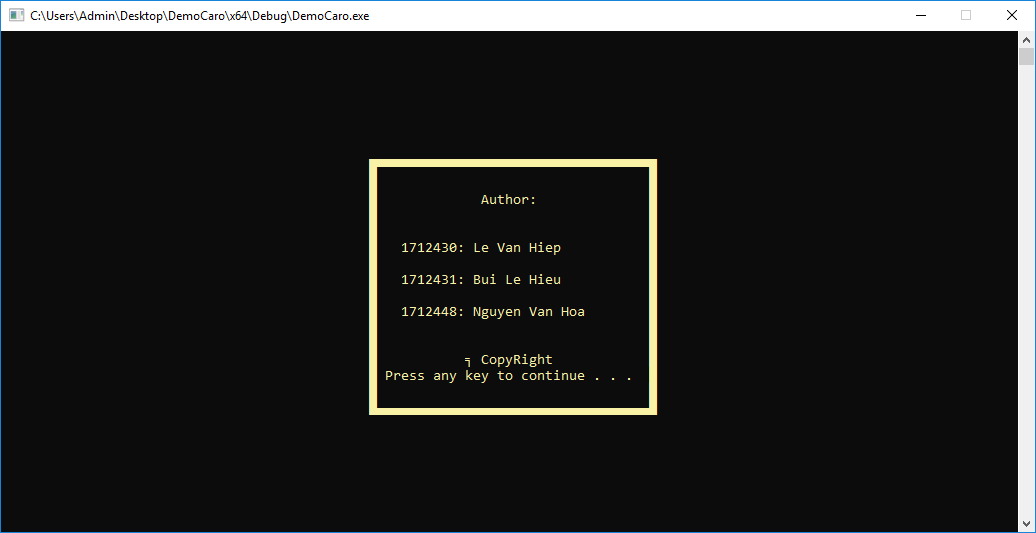 C:\Users\Admin\Desktop\DemoCaro\x64\Debug\DemoCaro.exe
Author:
1712430: Le Van Hiep
1712431: Bui Le Hieu
1712448: Nguyen Van Hoa
╕ CopyRight
Press any key to continue . . .